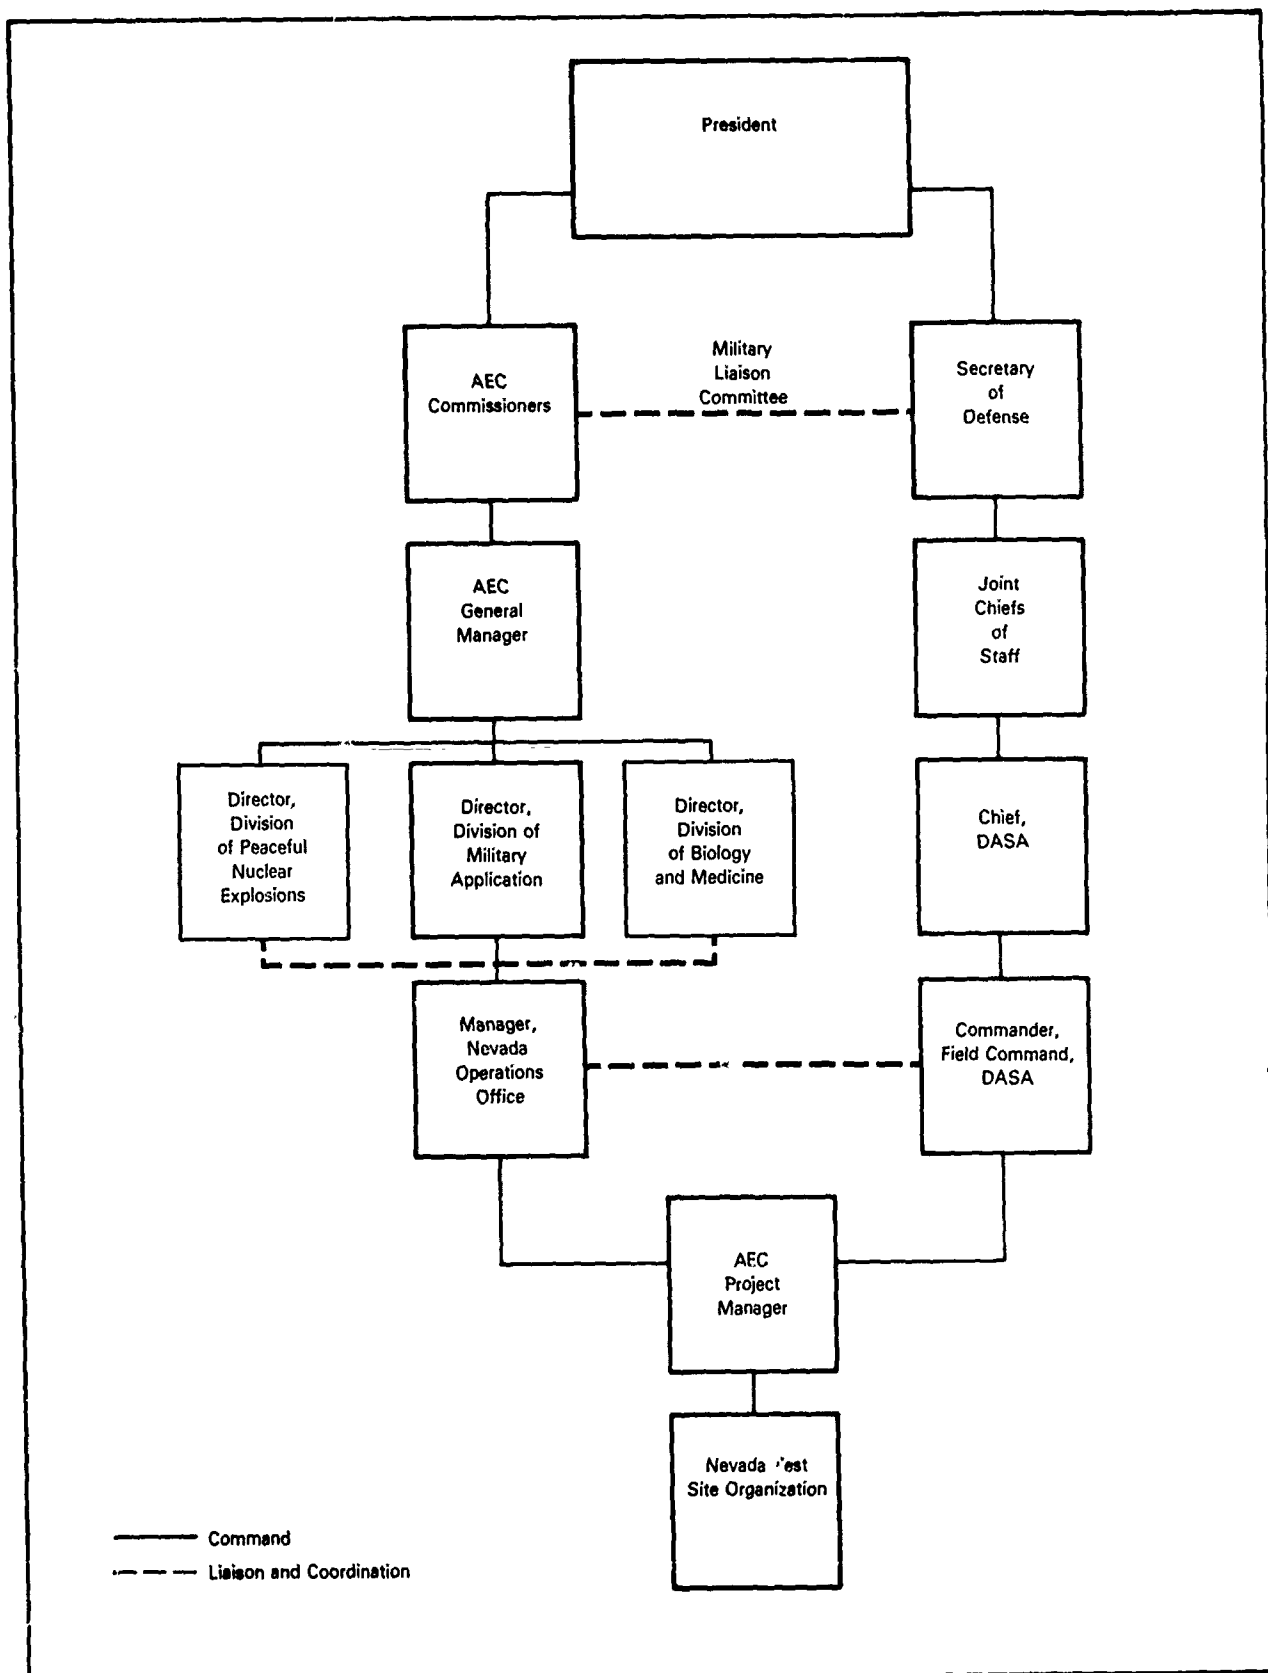 President
AEC
Commissioners
Military
Liaison
Committee
Secretary
of
Defense
AEC
General
Manager
Joint
Chiefs
of
Staff
Director,
Division
of Peaceful
Nuclear
Explosions
Director,
Division of
Military
Application
Director,
Division
of Biology
and Medicine
Chief,
DASA
Manager,
Nevada
Operations
Office
Commander,
Field Command,
DASA
AEC
Project
Manager
Nevada Test
Site Organization
Command
Liaison and Coordination